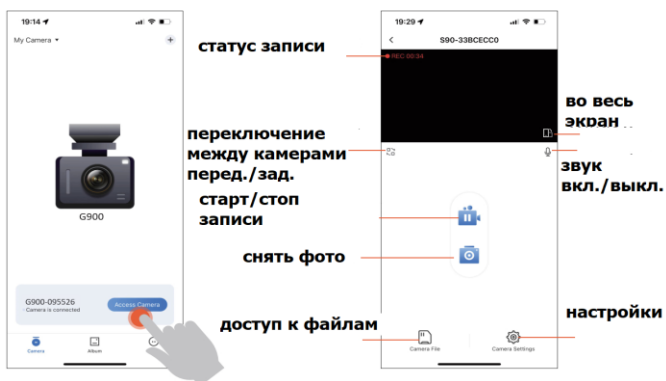 19:14
My Camera
G900
G900-095526
Camera is connected
Access Camera
Camera
Album
статус записи
переключение
между камерами
перед./зад.
старт/стоп
записи
снять фото
доступ к файлам
19:29
S90-33BCECC0
REC 00:34
Camera File
Camera Settings
во весь
экран
звук
вкл./выкл.
настройки